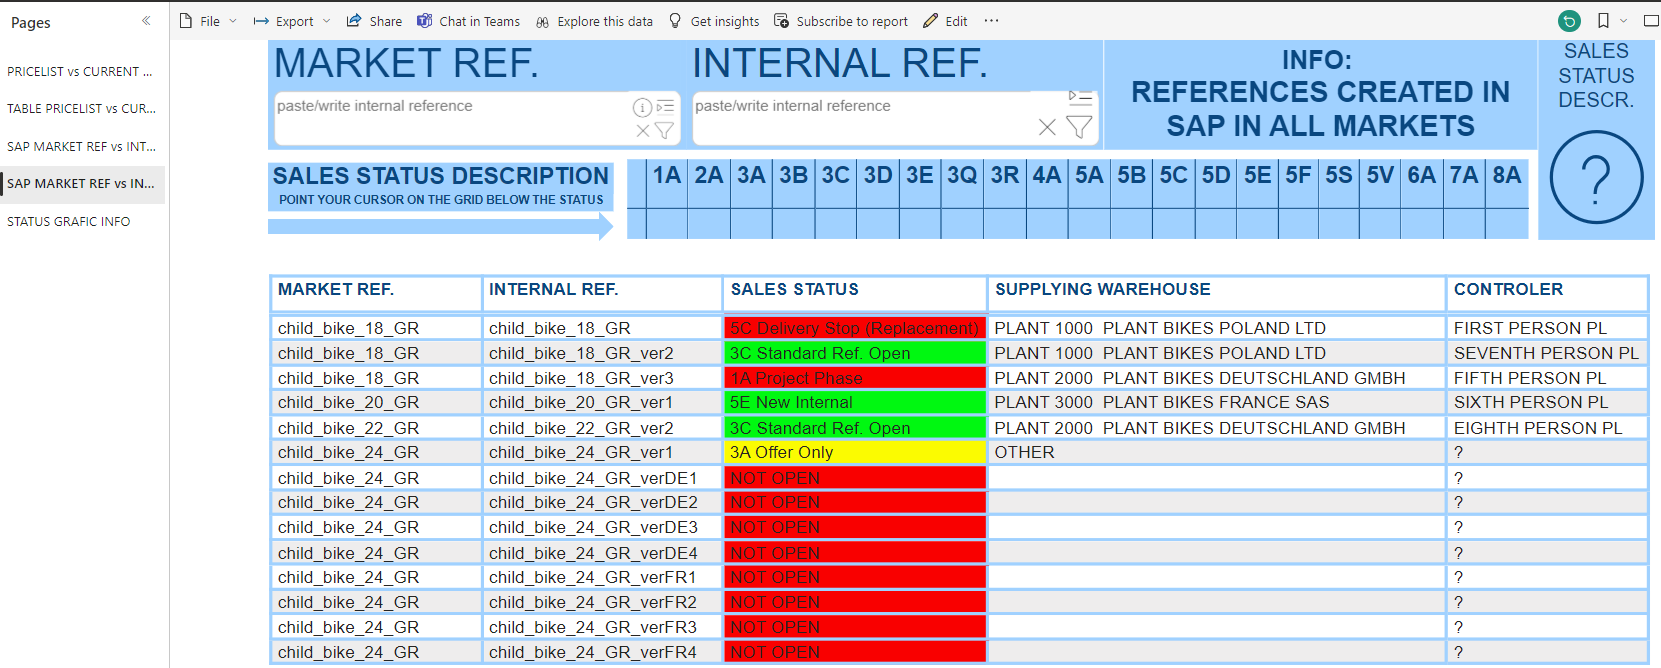 Pages
File Export Share Chat in Teams Explore this data Get insights Subscribe to report Edit ...
PRICELIST vs CURRENT ...
TABLE PRICELIST vs CUR...
SAP MARKET REF vs INT...
SAP MARKET REF vs IN...
STATUS GRAFIC INFO
MARKET REF.
paste/write internal reference
INTERNAL REF.
paste/write internal reference
INFO:
REFERENCES CREATED IN
SAP IN ALL MARKETS
SALES
STATUS
DESCR.
?
SALES STATUS DESCRIPTION
POINT YOUR CURSOR ON THE GRID BELOW THE STATUS
1A 2A 3A 3B 3C 3D 3E 3Q 3R 4A 5A 5B 5C 5D 5E 5F 5S 5V 6A 7A 8A
MARKET REF. INTERNAL REF. SALES STATUS SUPPLYING WAREHOUSE CONTROLER
child_bike_18_GR child_bike_18_GR 5C Delivery Stop (Replacement) PLANT 1000 PLANT BIKES POLAND LTD FIRST PERSON PL
child_bike_18_GR child_bike_18_GR_ver2 3C Standard Ref. Open PLANT 1000 PLANT BIKES POLAND LTD SEVENTH PERSON PL
child_bike_18_GR child_bike_18_GR_ver3 1A Project Phase PLANT 2000 PLANT BIKES DEUTSCHLAND GMBH FIFTH PERSON PL
child_bike_20_GR child_bike_20_GR_ver1 5E New Internal PLANT 3000 PLANT BIKES FRANCE SAS SIXTH PERSON PL
child_bike_22_GR child_bike_22_GR_ver2 3C Standard Ref. Open PLANT 2000 PLANT BIKES DEUTSCHLAND GMBH EIGHTH PERSON PL
child_bike_24_GR child_bike_24_GR_ver1 3A Offer Only OTHER ?
child_bike_24_GR child_bike_24_GR_verDE1 NOT OPEN ?
child_bike_24_GR child_bike_24_GR_verDE2 NOT OPEN ?
child_bike_24_GR child_bike_24_GR_verDE3 NOT OPEN ?
child_bike_24_GR child_bike_24_GR_verDE4 NOT OPEN ?
child_bike_24_GR child_bike_24_GR_verFR1 NOT OPEN ?
child_bike_24_GR child_bike_24_GR_verFR2 NOT OPEN ?
child_bike_24_GR child_bike_24_GR_verFR3 NOT OPEN ?
child_bike_24_GR child_bike_24_GR_verFR4 NOT OPEN ?